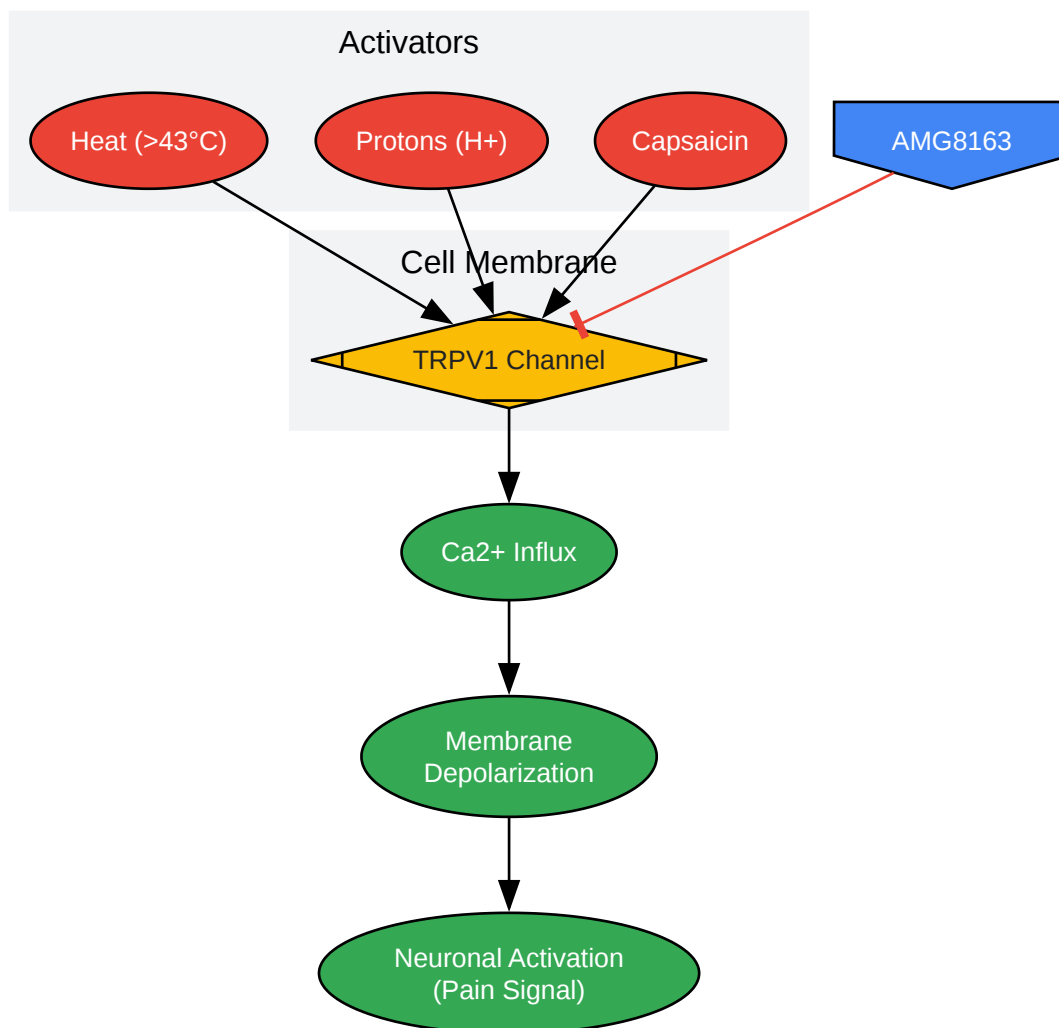 Activators
Heat (>43°C)
Protons (H+)
Capsaicin
AMG8163
Cell Membrane
TRPV1 Channel
Ca2+ Influx
Membrane
Depolarization
Neuronal Activation
(Pain Signal)